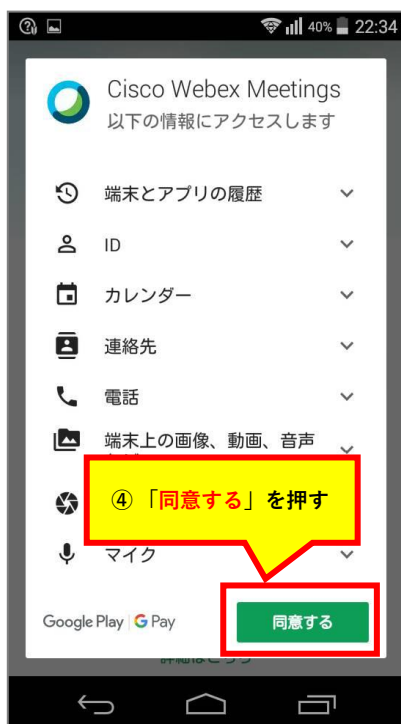 40% 22:34
Cisco Webex Meetings
以下の情報にアクセスします
端末とアプリの履歴
ID
カレンダー
連絡先
電話
端末上の画像、動画、音声
④「同意する」を押す
マイク
Google Play | G Pay
同意する